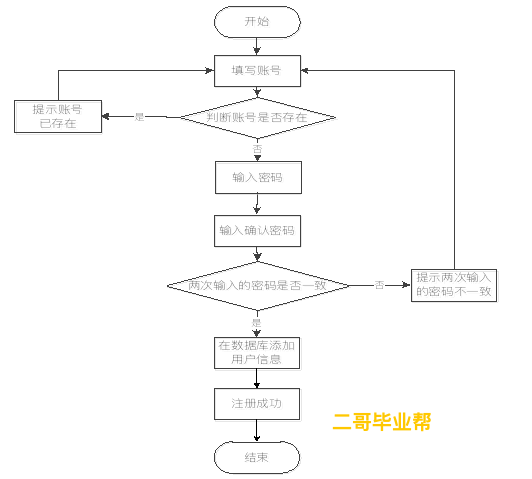 开始
填写账号
提示账号
已存在
是
判断账号是否存在
否
输入密码
输入确认密码
两次输入的密码是否一致
否
提示两次输入
的密码不一致
是
在数据库添加
用户信息
注册成功
二哥毕业帮
结束